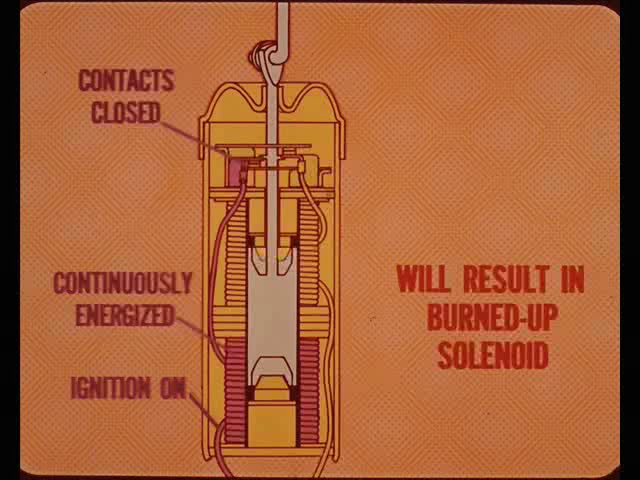 CONTACTS
CLOSED
CONTINUOUSLY
ENERGIZED
IGNITION ON
WILL RESULT IN
BURNED-UP
SOLENOID